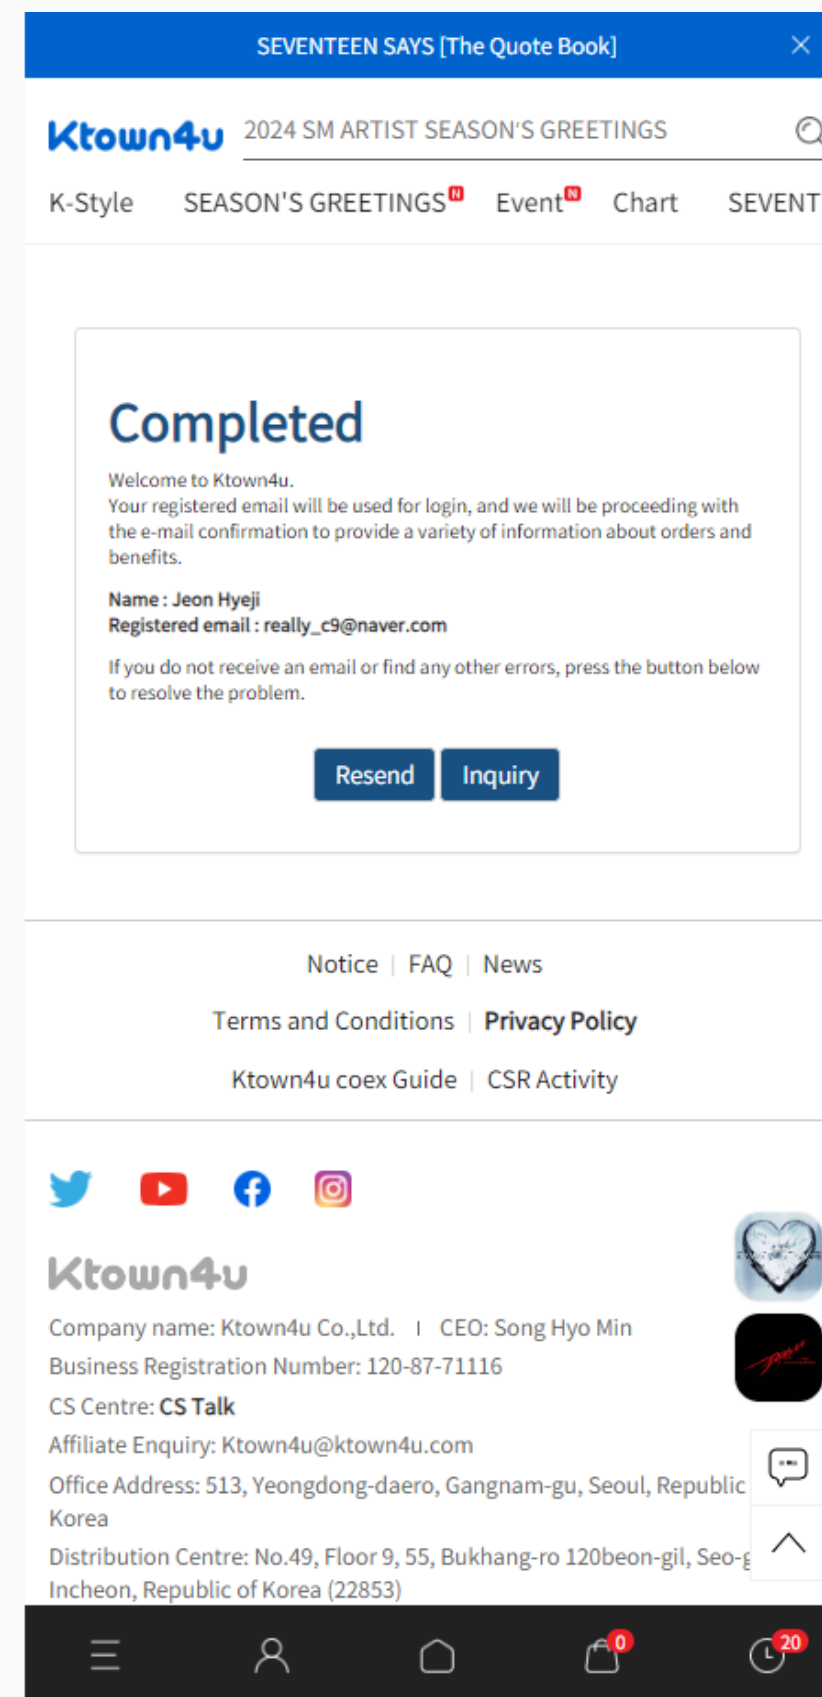 SEVENTEEN SAYS [The Quote Book]
Ktown4u 2024 SM ARTIST SEASON'S GREETINGS
K-Style SEASON'S GREETINGS N Event N Chart SEVENT
Completed
Welcome to Ktown4u.
Your registered email will be used for login, and we will be proceeding with
the e-mail confirmation to provide a variety of information about orders and
benefits.
Name : Jeon Hyeji
Registered email : really_c9@naver.com
If you do not receive an email or find any other errors, press the button below
to resolve the problem.
Resend Inquiry
Notice | FAQ | News
Terms and Conditions | Privacy Policy
Ktown4u coex Guide | CSR Activity
Ktown4u
Company name: Ktown4u Co.,Ltd. | CEO: Song Hyo Min
Business Registration Number: 120-87-71116
CS Centre: CS Talk
Affiliate Enquiry: Ktown4u@ktown4u.com
Office Address: 513, Yeongdong-daero, Gangnam-gu, Seoul, Republic
Korea
Distribution Centre: No.49, Floor 9, 55, Bukhang-ro 120beon-gil, Seo-g
Incheon, Republic of Korea (22853)
0 20